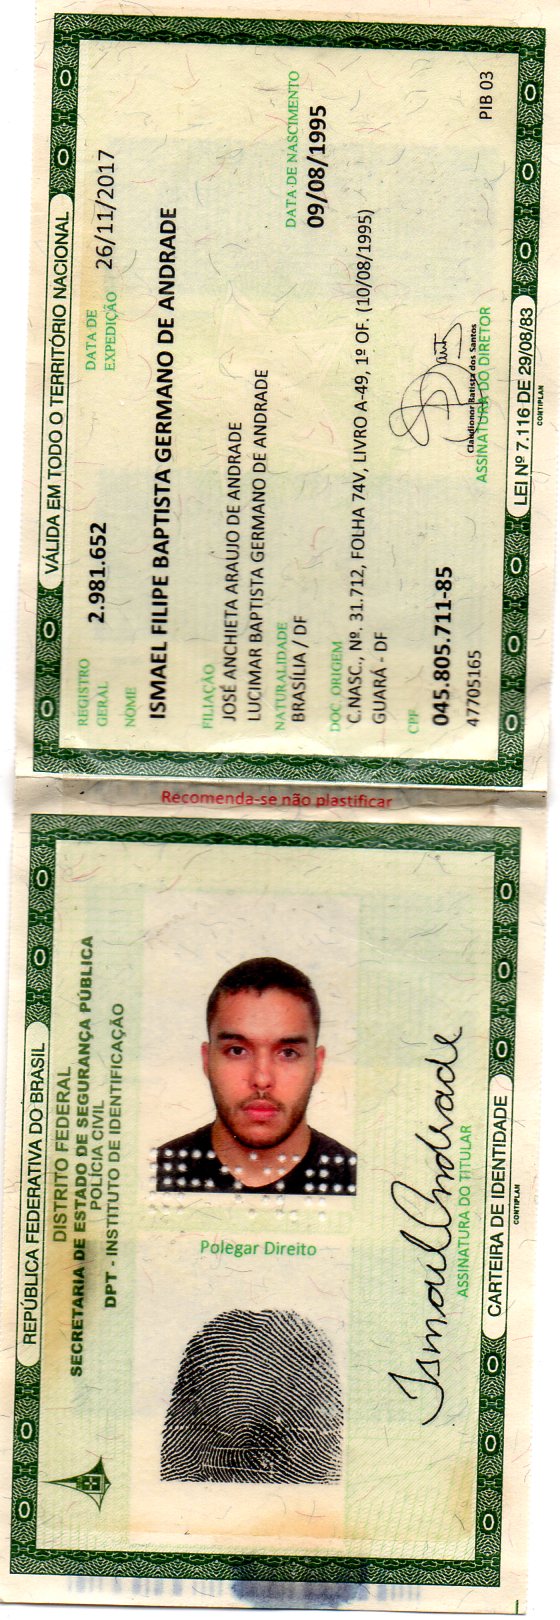 REPÚBLICA FEDERATIVA DO BRASIL
DISTRITO FEDERAL
SECRETARIA DE ESTADO DE SEGURANÇA PÚBLICA
POLÍCIA CIVIL
DPT - INSTITUTO DE IDENTIFICAÇÃO
Polegar Direito
Ismael Andrade
ASSINATURA DO TITULAR
CARTEIRA DE IDENTIDADE
CONTIPLAN
Recomenda-se não plastificar
VÁLIDA EM TODO O TERRITÓRIO NACIONAL
REGISTRO GERAL 2.981.652 DATA DE EXPEDIÇÃO 26/11/2017
NOME
ISMAEL FILIPE BAPTISTA GERMANO DE ANDRADE
FILIAÇÃO
JOSÉ ANCHIETA ARAUJO DE ANDRADE
LUCIMAR BAPTISTA GERMANO DE ANDRADE
NATURALIDADE
BRASÍLIA / DF
DATA DE NASCIMENTO
09/08/1995
DOC. ORIGEM
C.NASC., Nº. 31.712, FOLHA 74V, LIVRO A-49, 1º OF. (10/08/1995)
GUARÁ - DF
CPF
045.805.711-85
47705165
Claudionor Batista dos Santos
ASSINATURA DO DIRETOR
PIB 03
LEI Nº 7.116 DE 29/08/83
CONTIPLAN